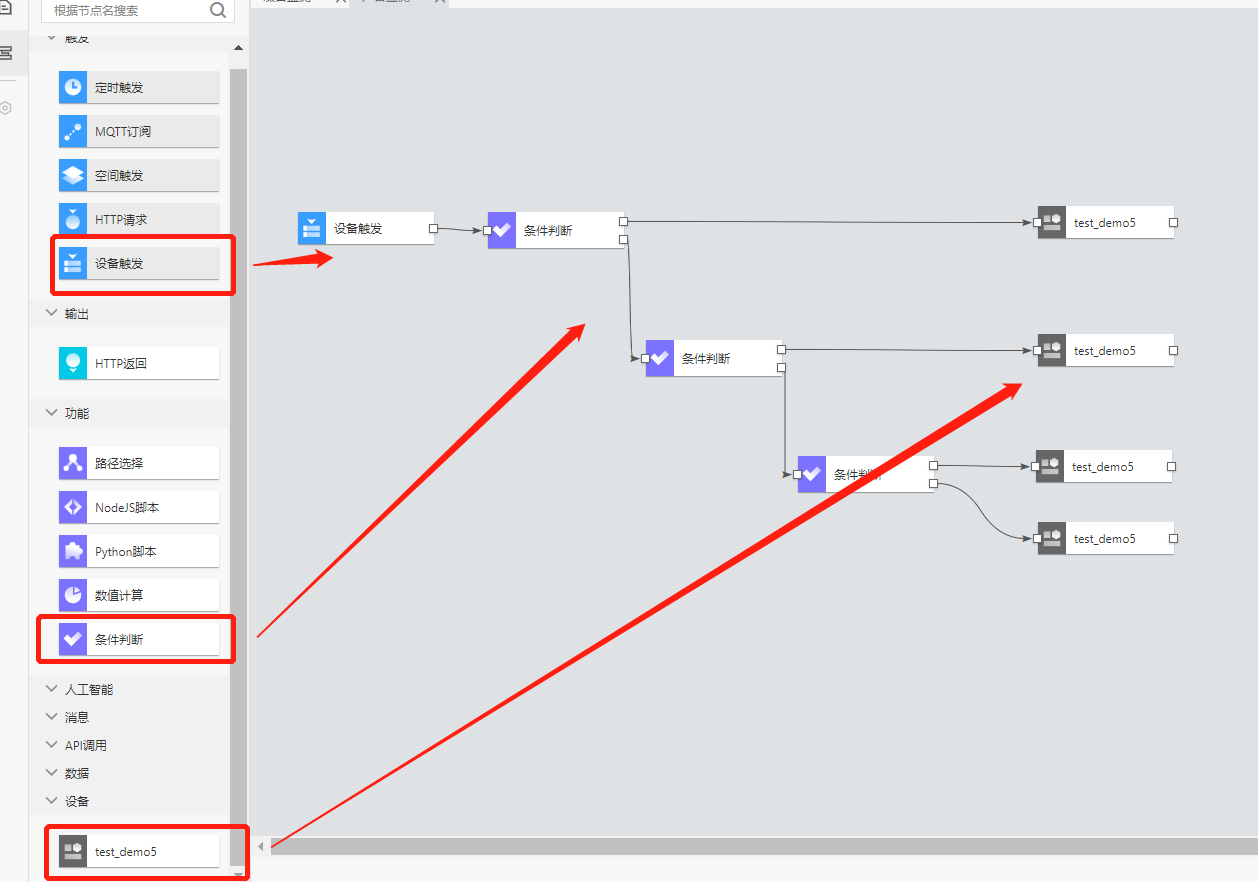 根据节点名搜索
触发
定时触发
MQTT订阅
空间触发
HTTP请求
设备触发
输出
HTTP返回
功能
路径选择
NodeJS脚本
Python脚本
数值计算
条件判断
人工智能
消息
API调用
数据
设备
test_demo5
设备触发
条件判断
test_demo5
条件判断
test_demo5
条件判断
test_demo5
test_demo5